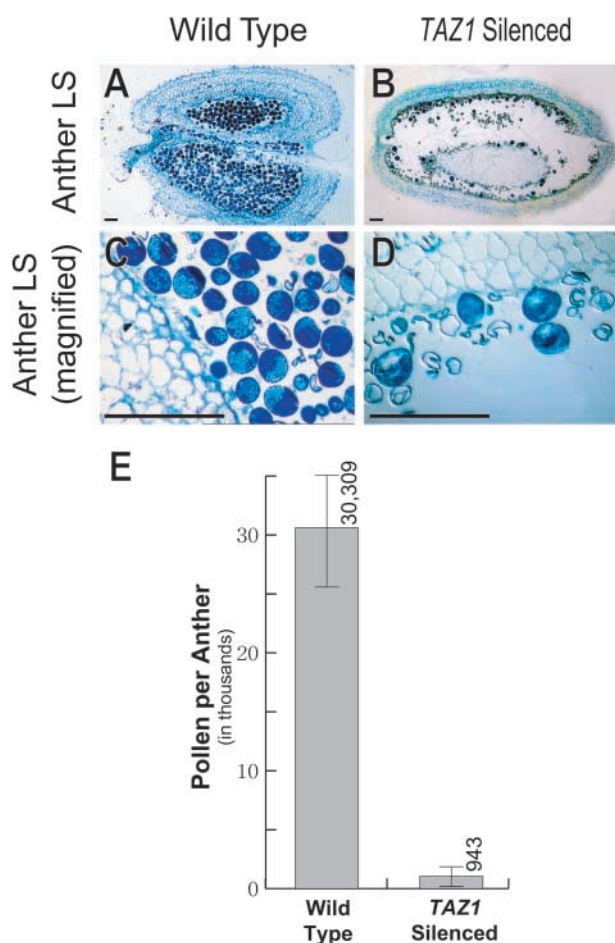 Wild Type
TAZ1 Silenced
Anther LS
A
B
Anther LS
(magnified)
C
D
E
Pollen per Anther
(in thousands)
30
20
10
0
30,309
943
Wild
Type
TAZ1
Silenced